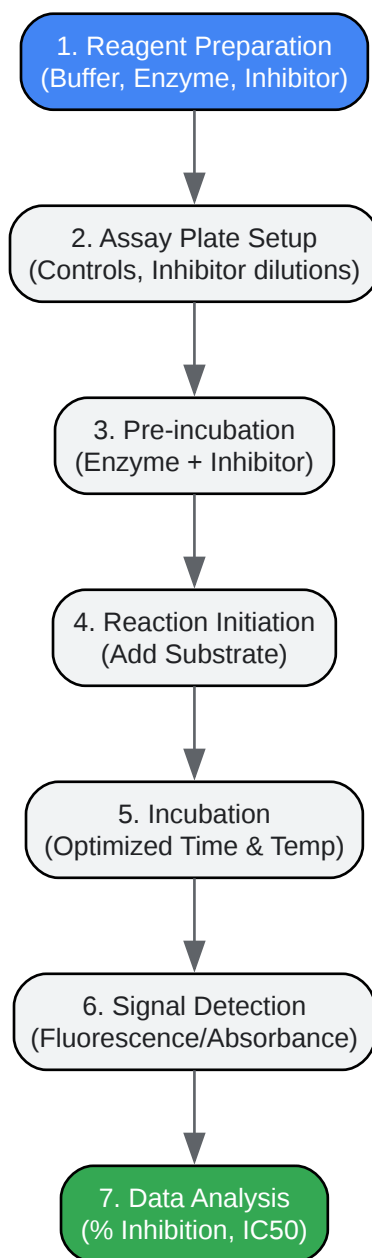 1. Reagent Preparation
(Buffer, Enzyme, Inhibitor)
2. Assay Plate Setup
(Controls, Inhibitor dilutions)
3. Pre-incubation
(Enzyme + Inhibitor)
4. Reaction Initiation
(Add Substrate)
5. Incubation
(Optimized Time & Temp)
6. Signal Detection
(Fluorescence/Absorbance)
7. Data Analysis
(% Inhibition, IC50)